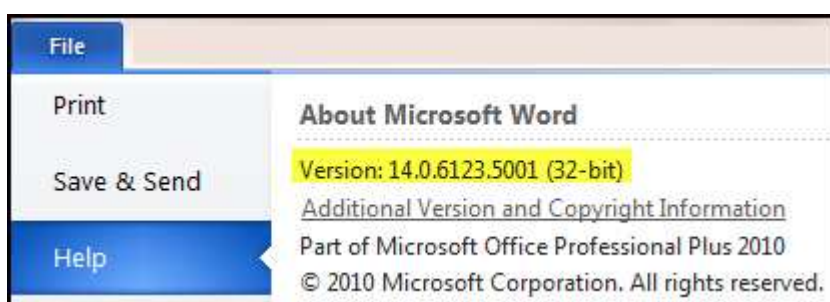 File
Print
Save & Send
Help
About Microsoft Word
Version: 14.0.6123.5001 (32-bit)
Additional Version and Copyright Information
Part of Microsoft Office Professional Plus 2010
© 2010 Microsoft Corporation. All rights reserved.